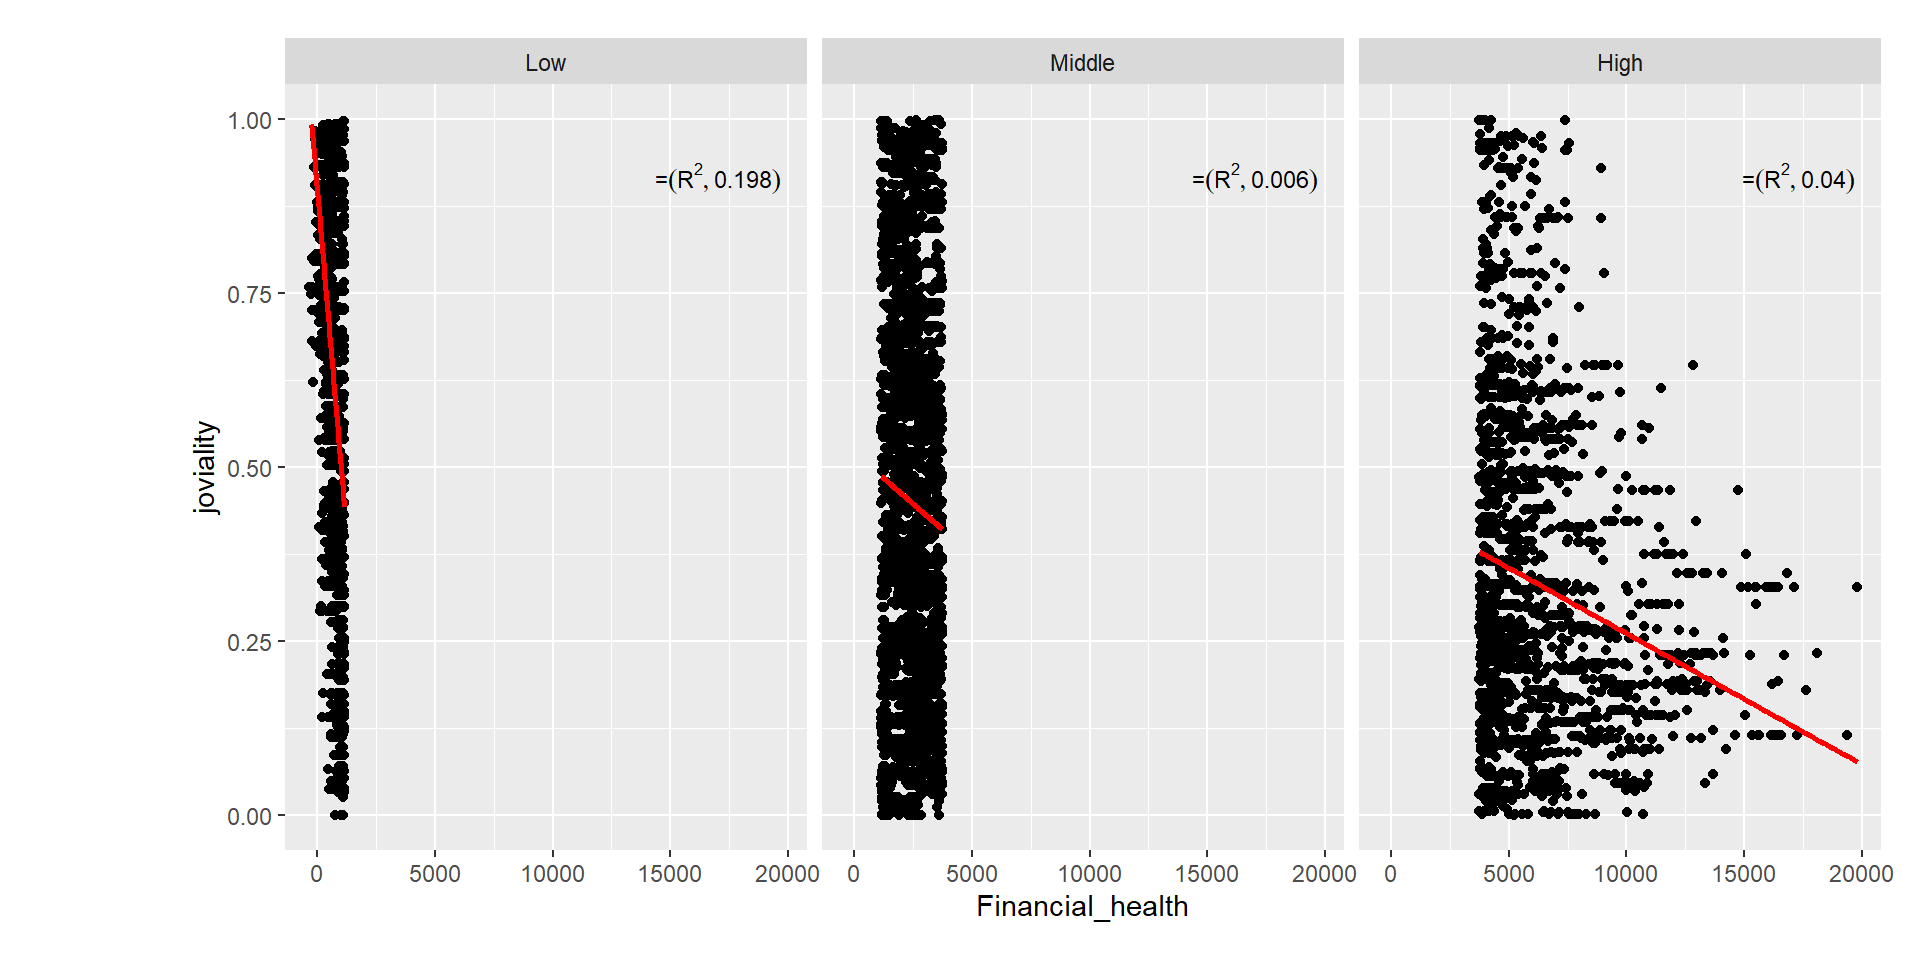 Low
Middle
High
=(R², 0.198)
=(R², 0.006)
=(R², 0.04)
1.00
0.75
0.50
0.25
0.00
joviality
0 5000 10000 15000 20000
0 5000 10000 15000 20000
0 5000 10000 15000 20000
Financial_health